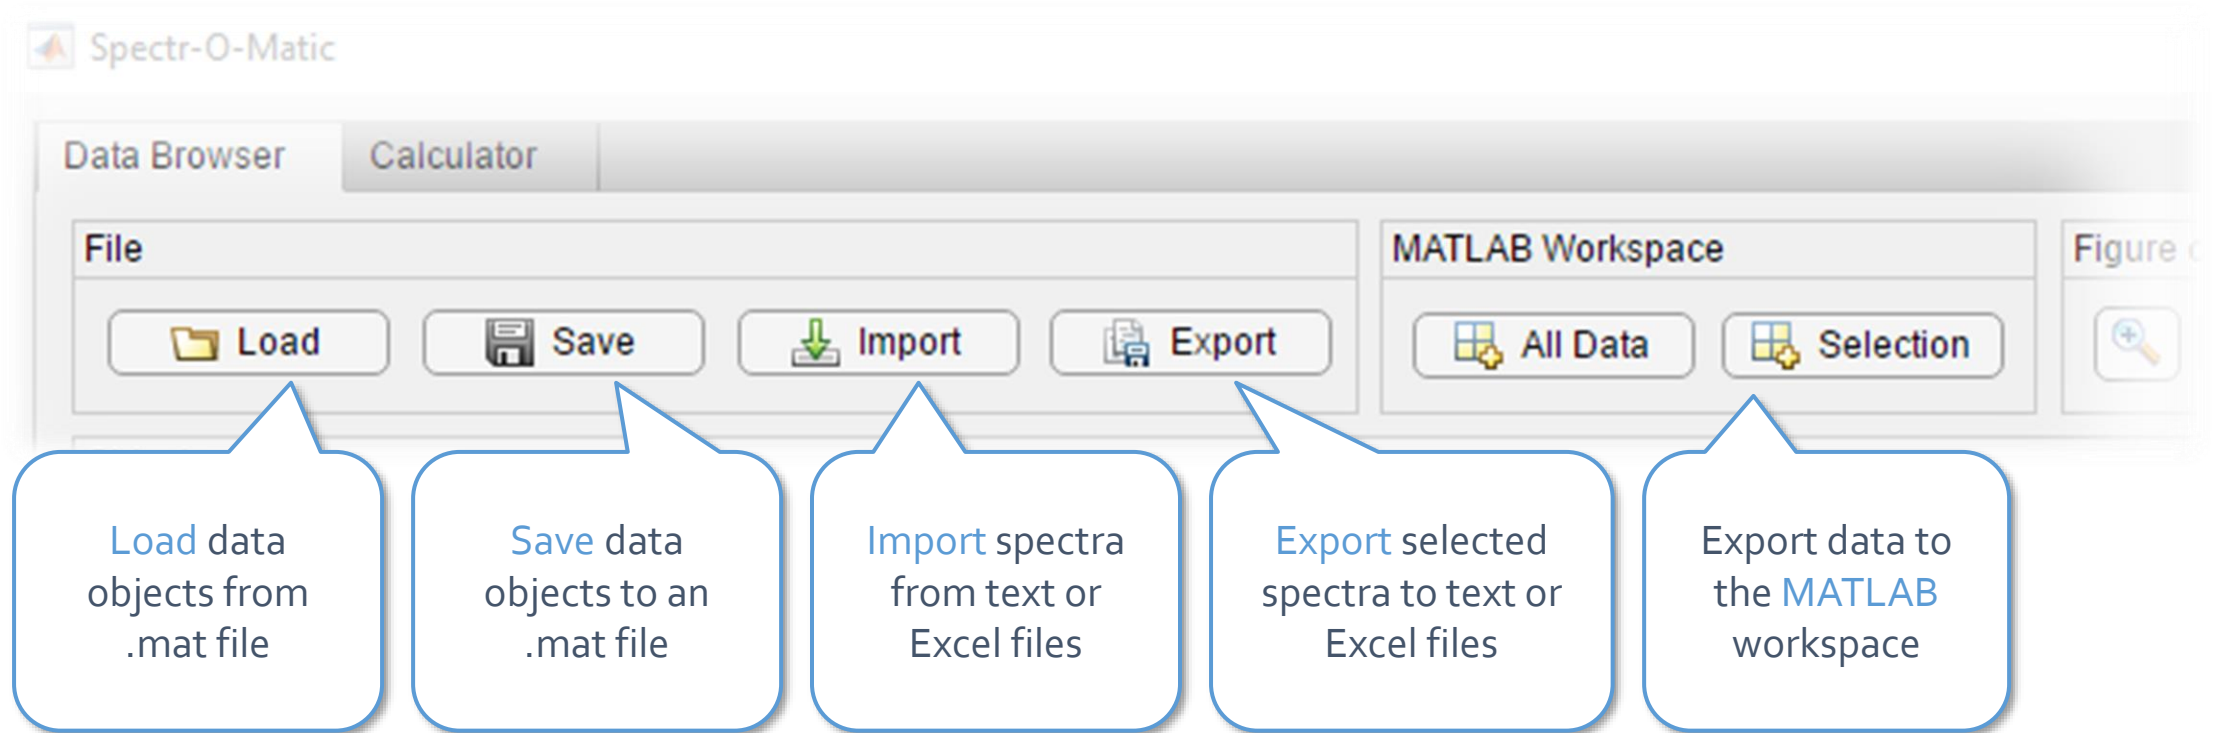 Spectr-O-Matic
Data Browser
Calculator
File
MATLAB Workspace
Figure
Load
Save
Import
Export
All Data
Selection
Load data
objects from
.mat file
Save data
objects to an
.mat file
Import spectra
from text or
Excel files
Export selected
spectra to text or
Excel files
Export data to
the MATLAB
workspace